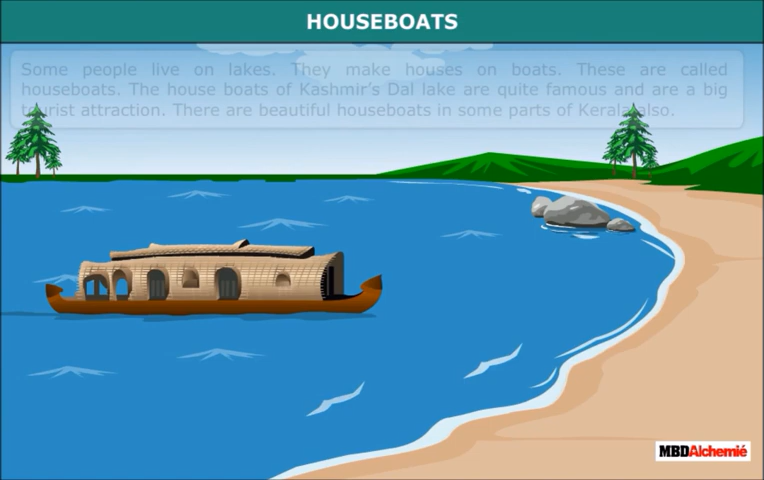 HOUSEBOATS
Some people live on lakes. They make houses on boats. These are called
houseboats. The house boats of Kashmir's Dal lake are quite famous and are a big
tourist attraction. There are beautiful houseboats in some parts of Kerala also.
MBDAlchemié